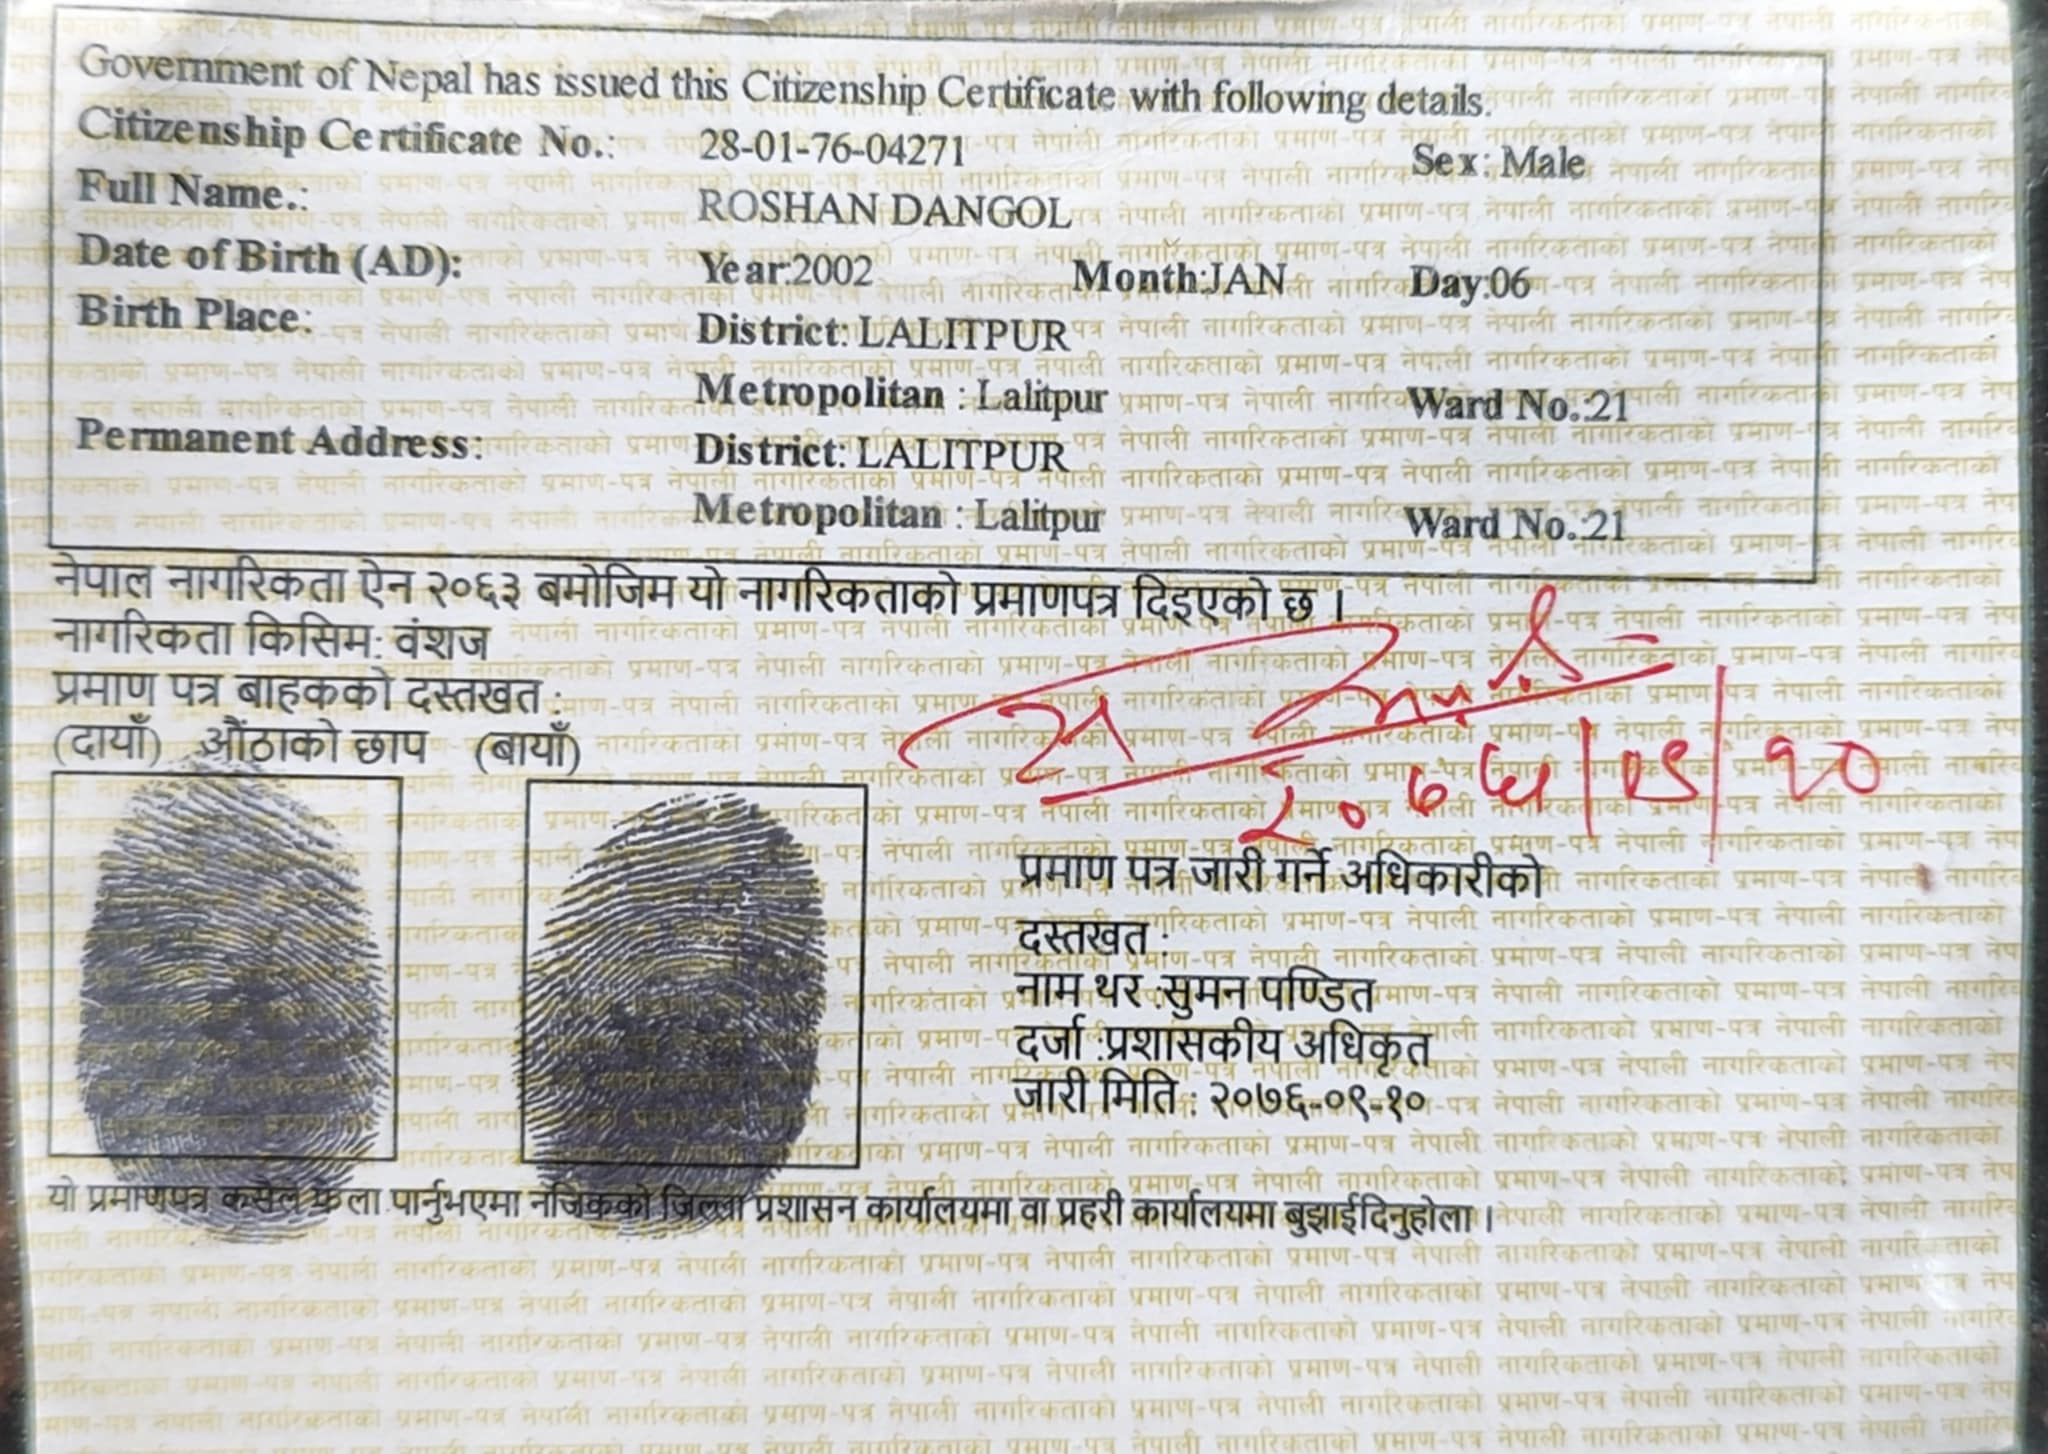 Government of Nepal has issued this Citizenship Certificate with following details.
Citizenship Certificate No.: 28-01-76-04271 Sex: Male
Full Name.: ROSHAN DANGOL
Date of Birth (AD): Year:2002 Month:JAN Day:06
Birth Place: District: LALITPUR
Metropolitan : Lalitpur Ward No.:21
Permanent Address: District: LALITPUR
Metropolitan : Lalitpur Ward No.:21
नेपाल नागरिकता ऐन २०६३ बमोजिम यो नागरिकताको प्रमाणपत्र दिइएको छ ।
नागरिकता किसिम: वंशज
प्रमाण पत्र बाहकको दस्तखत :
(दायाँ) औंठाको छाप (बायाँ)
२०७६/०९/१०
प्रमाण पत्र जारी गर्ने अधिकारीको
दस्तखत :
नाम थर :सुमन पण्डित
दर्जा :प्रशासकीय अधिकृत
जारी मिति : २०७६-०९-१०
यो प्रमाणपत्र कसैले फेला पार्नुभएमा नजिकको जिल्ला प्रशासन कार्यालयमा वा प्रहरी कार्यालयमा बुझाईदिनुहोला ।